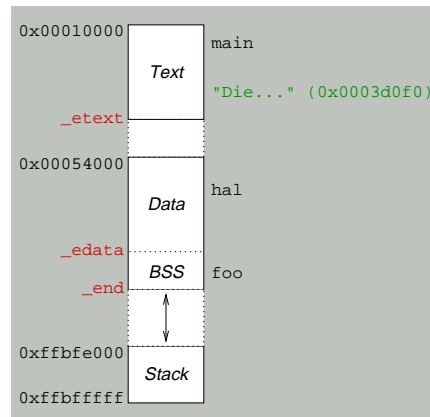 0x00010000
main
Text
"Die..." (0x0003d0f0)
_etext
0x00054000
hal
Data
_edata
BSS
foo
_end
0xffbfe000
Stack
0xffbfffff